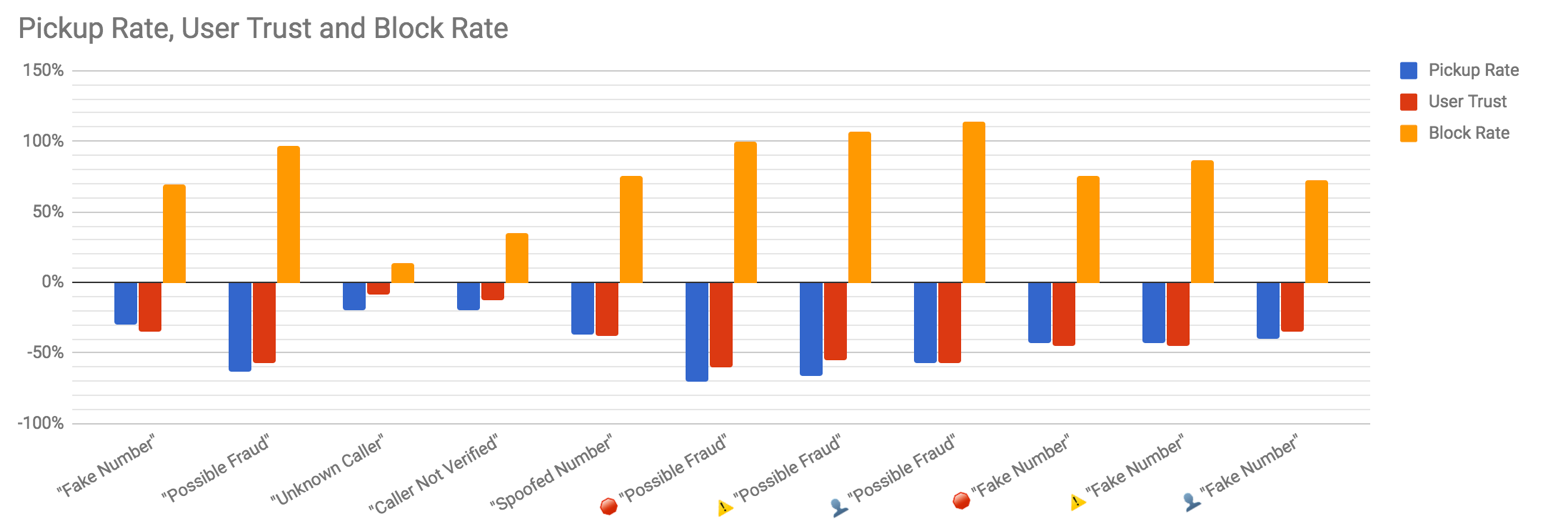 Pickup Rate, User Trust and Block Rate
150%
100%
50%
0%
-50%
-100%
Pickup Rate
User Trust
Block Rate
"Fake Number"
"Possible Fraud"
"Unknown Caller"
"Caller Not Verified"
"Spoofed Number"
"Possible Fraud"
"Possible Fraud"
"Possible Fraud"
"Fake Number"
"Fake Number"
"Fake Number"